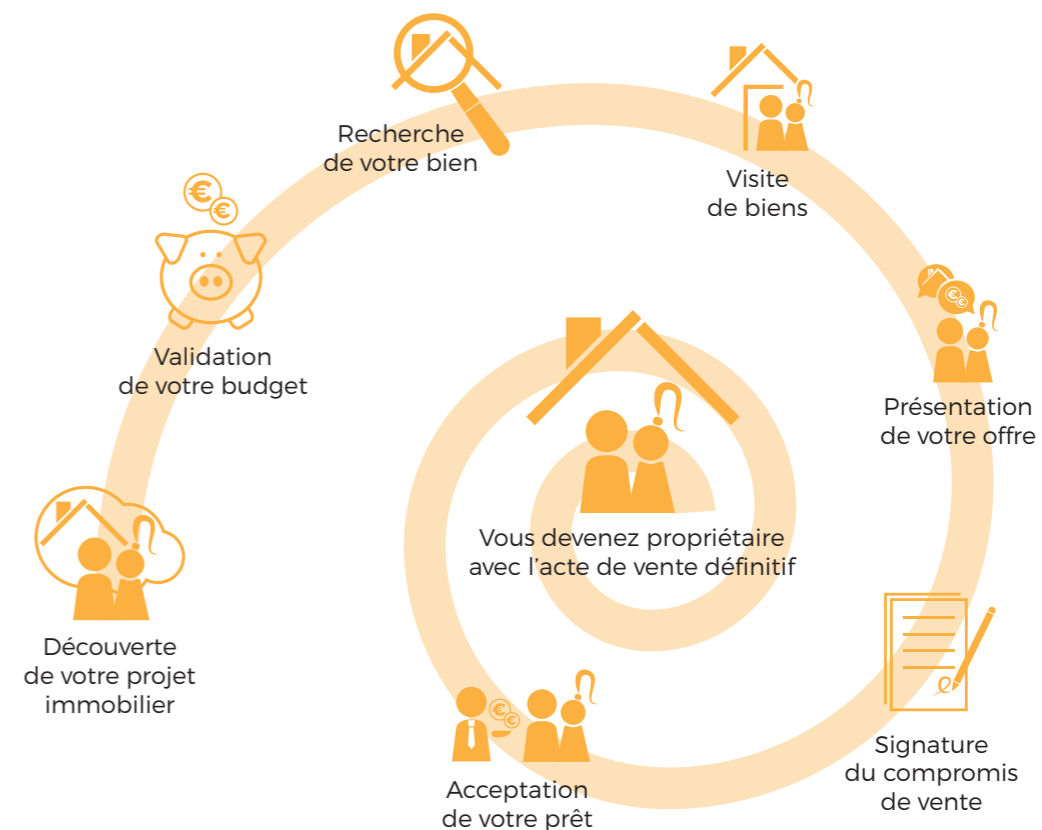 Découverte
de votre projet
immobilier
Validation
de votre budget
Recherche
de votre bien
Visite
de biens
Présentation
de votre offre
Signature
du compromis
de vente
Acceptation
de votre prêt
Vous devenez propriétaire
avec l'acte de vente définitif